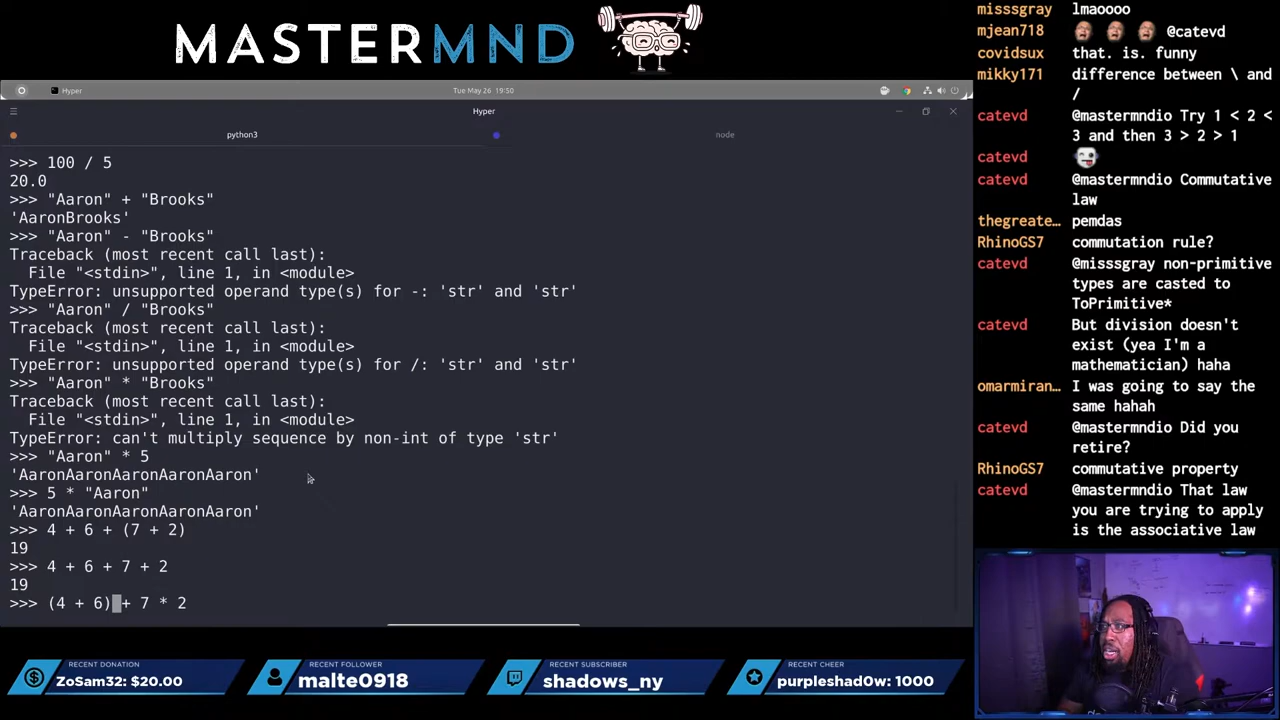 MASTERMND
Hyper
Tue May 26 19:50
Hyper
python3
node
>>> 100 / 5
20.0
>>> "Aaron" + "Brooks"
'AaronBrooks'
>>> "Aaron" - "Brooks"
Traceback (most recent call last):
  File "<stdin>", line 1, in <module>
TypeError: unsupported operand type(s) for -: 'str' and 'str'
>>> "Aaron" / "Brooks"
Traceback (most recent call last):
  File "<stdin>", line 1, in <module>
TypeError: unsupported operand type(s) for /: 'str' and 'str'
>>> "Aaron" * "Brooks"
Traceback (most recent call last):
  File "<stdin>", line 1, in <module>
TypeError: can't multiply sequence by non-int of type 'str'
>>> "Aaron" * 5
'AaronAaronAaronAaronAaron'
>>> 5 * "Aaron"
'AaronAaronAaronAaronAaron'
>>> 4 + 6 + (7 + 2)
19
>>> 4 + 6 + 7 + 2
19
>>> (4 + 6) + 7 * 2
misssgray lmaoooo
mjean718 @catevd
covidsux that. is. funny
mikky171 difference between \ and
/
catevd @mastermndio Try 1 < 2 <
3 and then 3 > 2 > 1
catevd
catevd @mastermndio Commutative
law
thegreate… pemdas
RhinoGS7 commutation rule?
catevd @misssgray non-primitive
types are casted to
ToPrimitive*
catevd But division doesn't
exist (yea I'm a
mathematician) haha
omarmiran… I was going to say the
same hahah
catevd @mastermndio Did you
retire?
RhinoGS7 commutative property
catevd @mastermndio That law
you are trying to apply
is the associative law
RECENT DONATION
ZoSam32: $20.00
RECENT FOLLOWER
malte0918
RECENT SUBSCRIBER
shadows_ny
RECENT CHEER
purpleshad0w: 1000